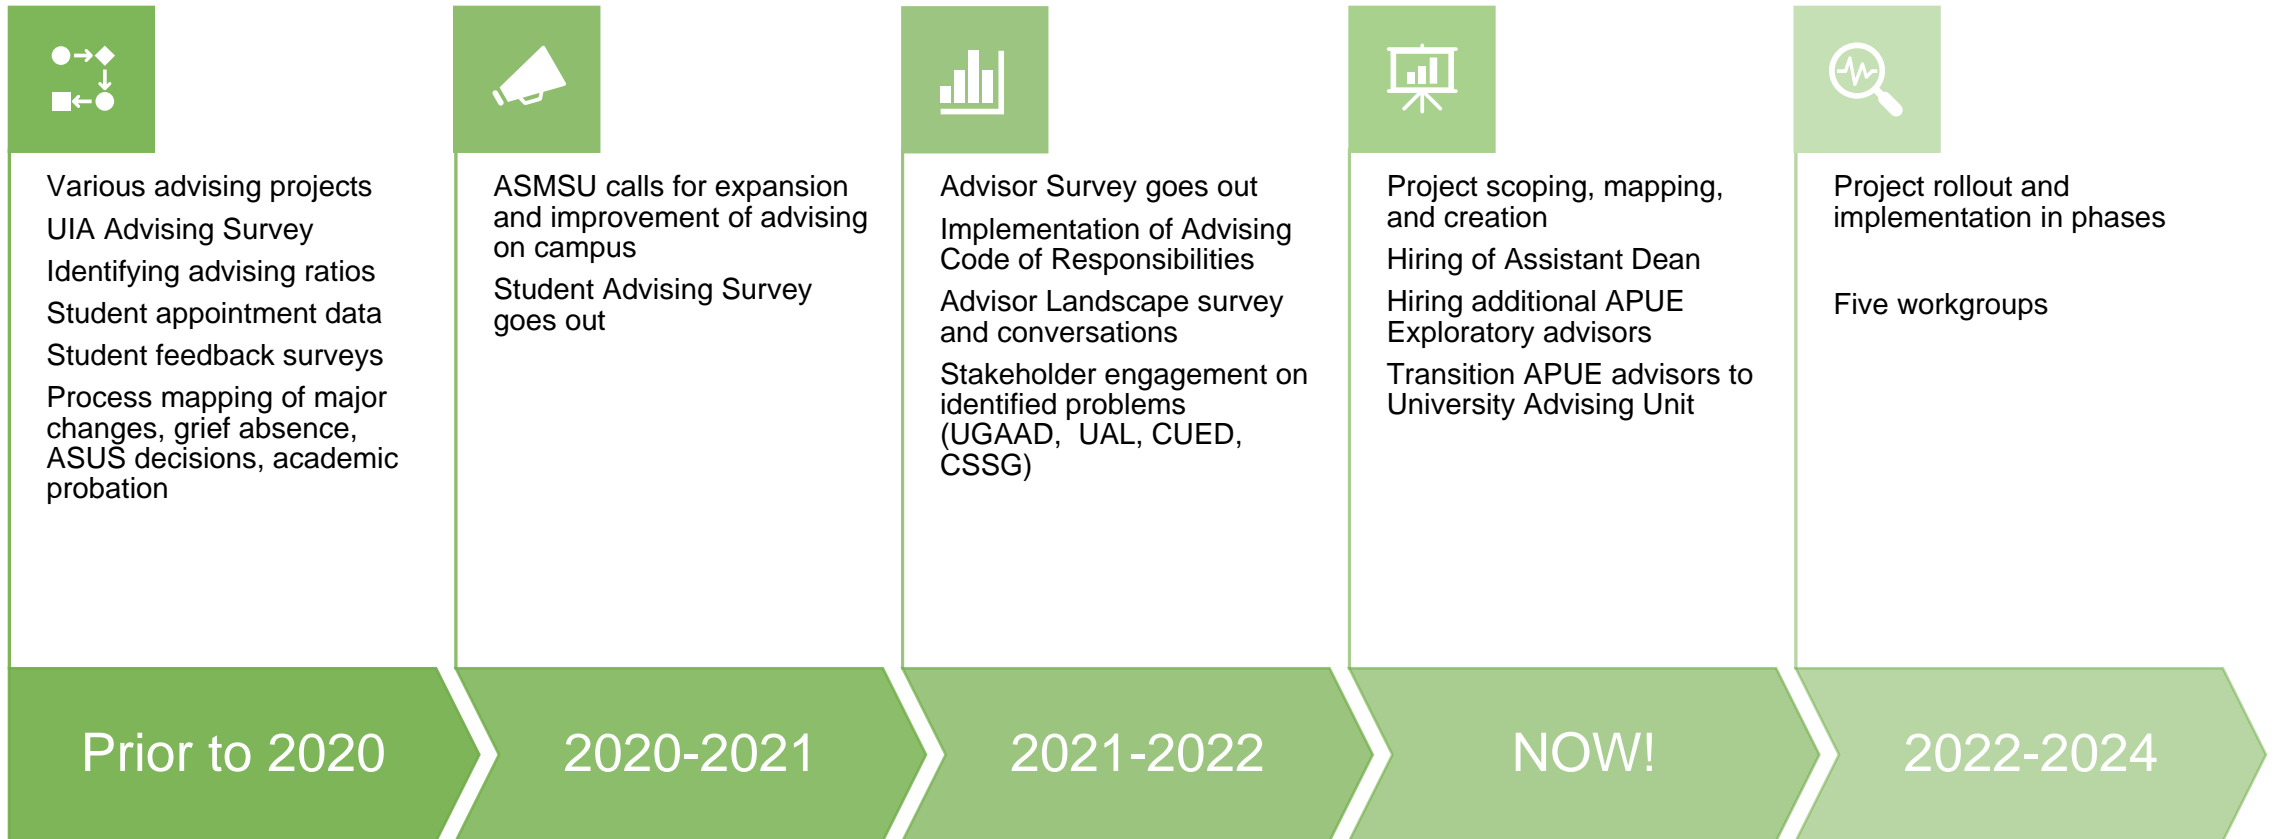 Various advising projects
UIA Advising Survey
Identifying advising ratios
Student appointment data
Student feedback surveys
Process mapping of major
changes, grief absence,
ASUS decisions, academic
probation
Prior to 2020
ASMSU calls for expansion
and improvement of advising
on campus
Student Advising Survey
goes out
2020-2021
Advisor Survey goes out
Implementation of Advising
Code of Responsibilities
Advisor Landscape survey
and conversations
Stakeholder engagement on
identified problems
(UGAAD,  UAL, CUED,
CSSG)
2021-2022
Project scoping, mapping,
and creation
Hiring of Assistant Dean
Hiring additional APUE
Exploratory advisors
Transition APUE advisors to
University Advising Unit
NOW!
Project rollout and
implementation in phases
Five workgroups
2022-2024